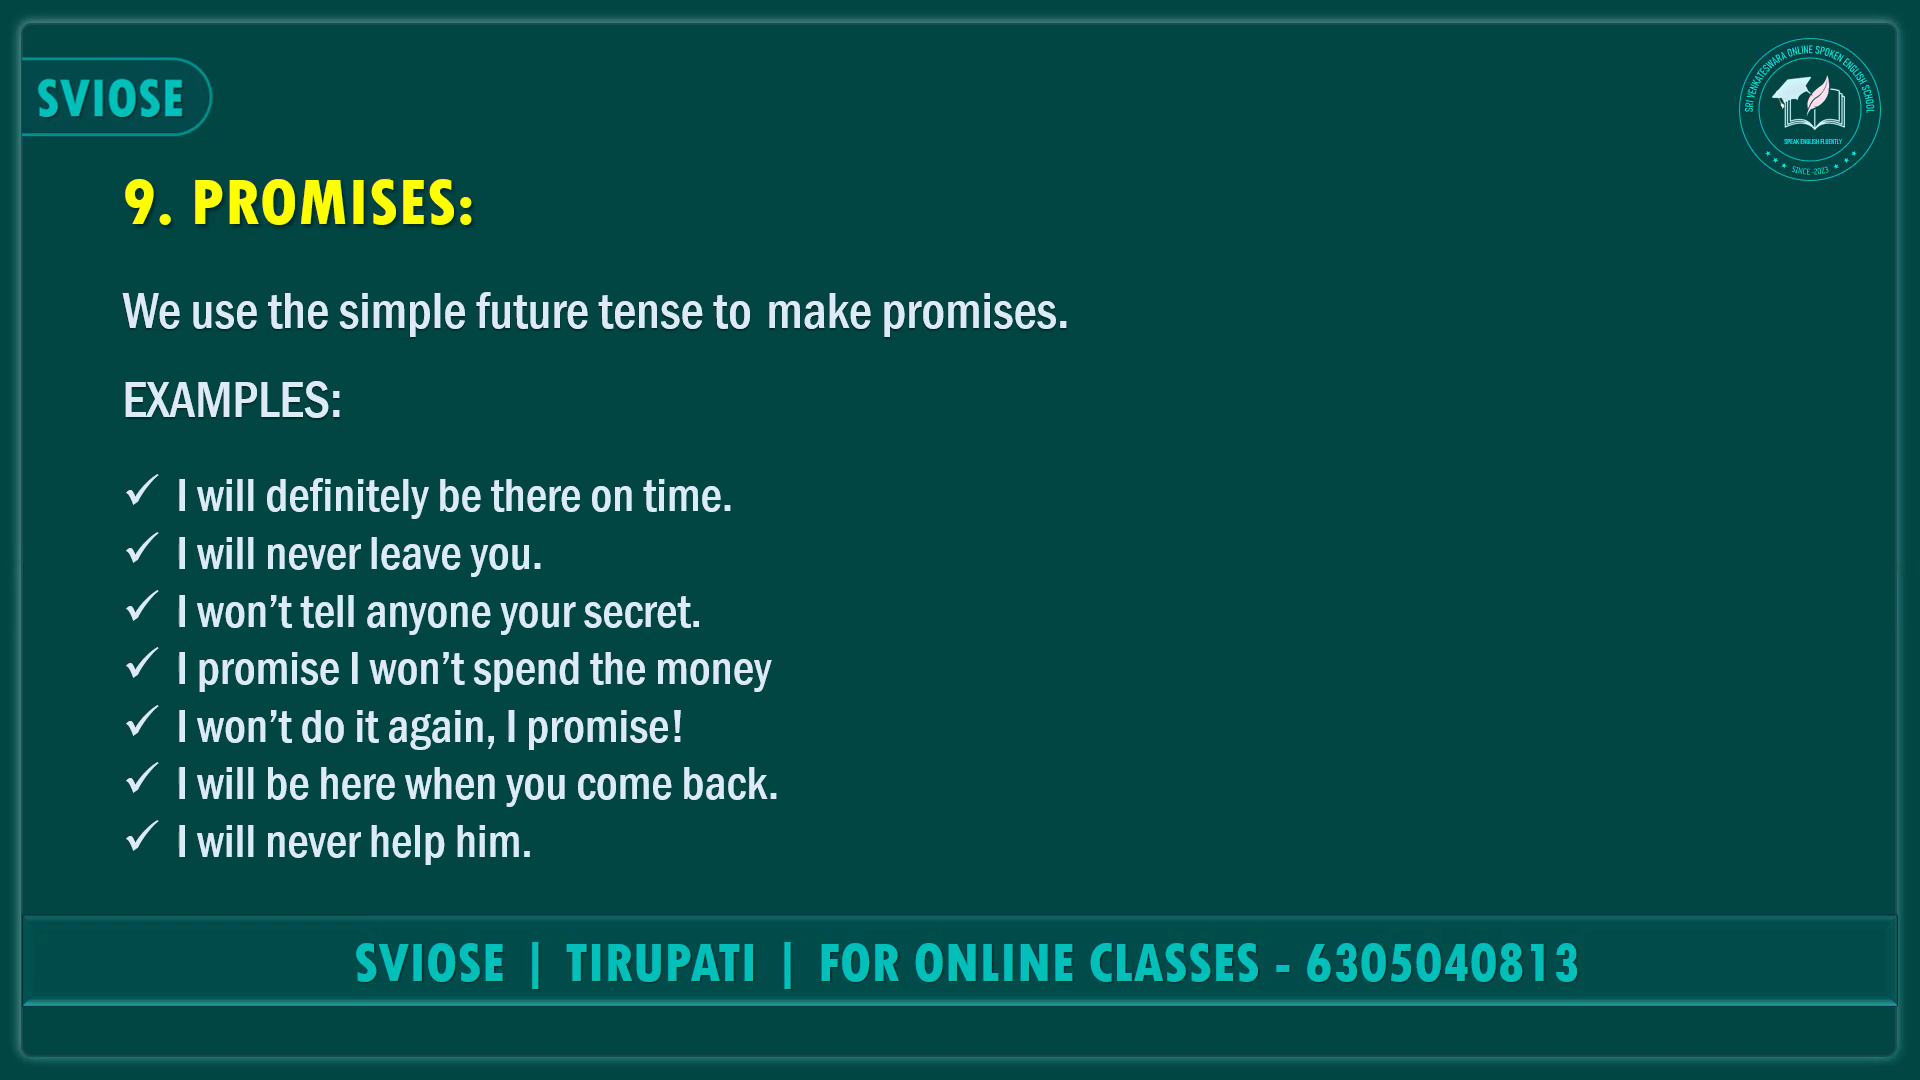 SVIOSE
SRI VENKATESWARA ONLINE SPOKEN ENGLISH SCHOOL
SPEAK ENGLISH FLUENTLY
SINCE -2023
9. PROMISES:
We use the simple future tense to make promises.
EXAMPLES:
✓ I will definitely be there on time.
✓ I will never leave you.
✓ I won’t tell anyone your secret.
✓ I promise I won’t spend the money
✓ I won’t do it again, I promise!
✓ I will be here when you come back.
✓ I will never help him.
SVIOSE | TIRUPATI | FOR ONLINE CLASSES - 6305040813